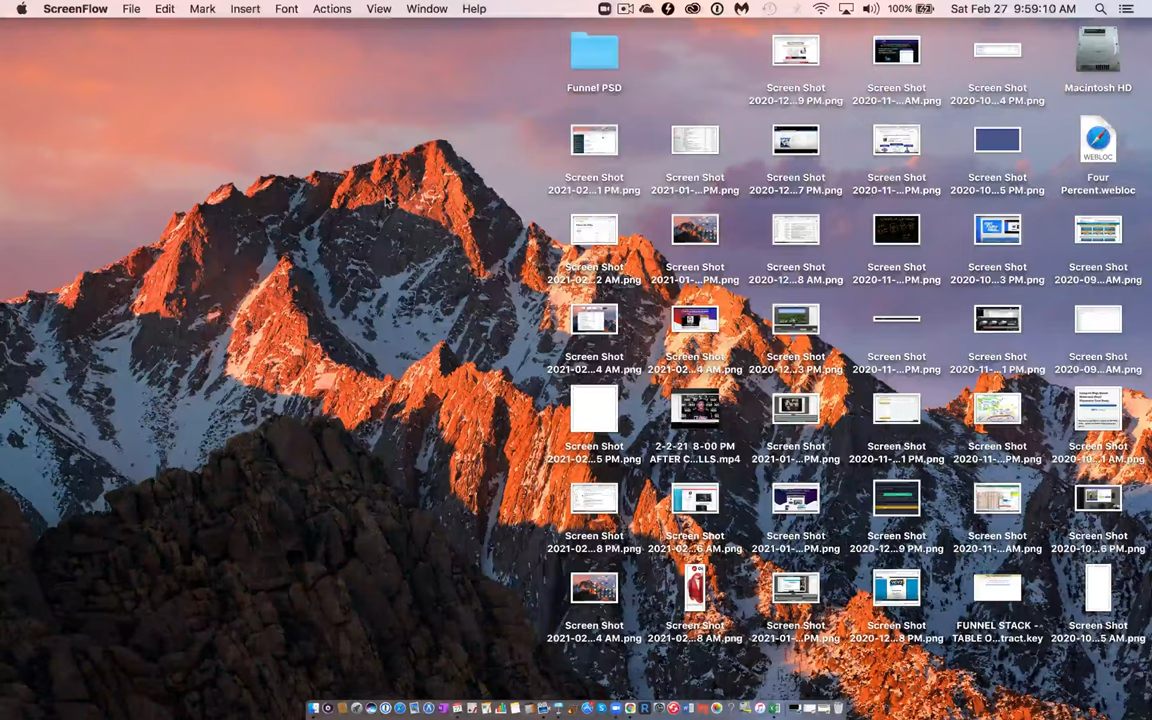 ScreenFlow File Edit Mark Insert Font Actions View Window Help 100% Sat Feb 27 9:59:10 AM
Funnel PSD
Screen Shot
2020-12...9 PM.png
Screen Shot
2020-11-...AM.png
Screen Shot
2020-10...4 PM.png
Macintosh HD
Screen Shot
2021-02...1 PM.png
Screen Shot
2021-01-...PM.png
Screen Shot
2020-12...7 PM.png
Screen Shot
2020-11-...PM.png
Screen Shot
2020-10...5 PM.png
WEBLOC
Four
Percent.webloc
Screen Shot
2021-02...2 AM.png
Screen Shot
2021-01-...PM.png
Screen Shot
2020-12...8 AM.png
Screen Shot
2020-11-...PM.png
Screen Shot
2020-10...3 PM.png
Screen Shot
2020-09...AM.png
Screen Shot
2021-02...4 AM.png
Screen Shot
2021-02...4 AM.png
Screen Shot
2020-12...3 PM.png
Screen Shot
2020-11-...PM.png
Screen Shot
2020-11...1 PM.png
Screen Shot
2020-09...AM.png
Screen Shot
2021-02...5 PM.png
2-2-21 8-00 PM
AFTER C...LLS.mp4
Screen Shot
2021-01-...PM.png
Screen Shot
2020-11...1 PM.png
Screen Shot
2020-11-...PM.png
Screen Shot
2020-10...1 AM.png
Screen Shot
2021-02...8 PM.png
Screen Shot
2021-02...6 AM.png
Screen Shot
2021-01-...PM.png
Screen Shot
2020-12...9 PM.png
Screen Shot
2020-11-...AM.png
Screen Shot
2020-10...6 PM.png
Screen Shot
2021-02...4 AM.png
Screen Shot
2021-02...8 AM.png
Screen Shot
2021-01-...PM.png
Screen Shot
2020-12...8 PM.png
FUNNEL STACK -
TABLE O...tract.key
Screen Shot
2020-10...5 AM.png